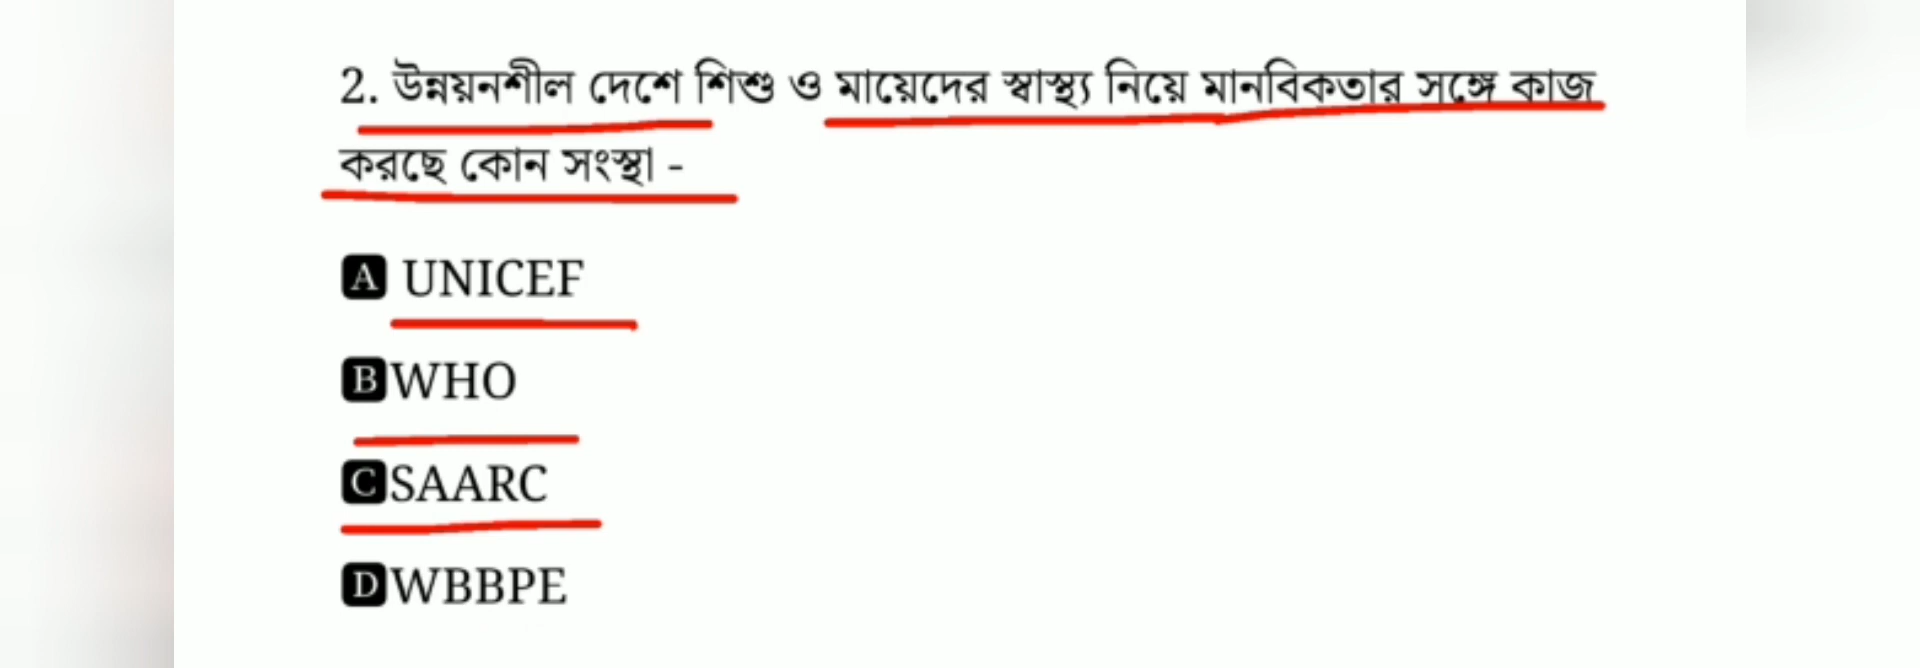 2. উন্নয়নশীল দেশে শিশু ও মায়েদের স্বাস্থ্য নিয়ে মানবিকতার সঙ্গে কাজ
করছে কোন সংস্থা -
A UNICEF
B WHO
C SAARC
D WBBPE